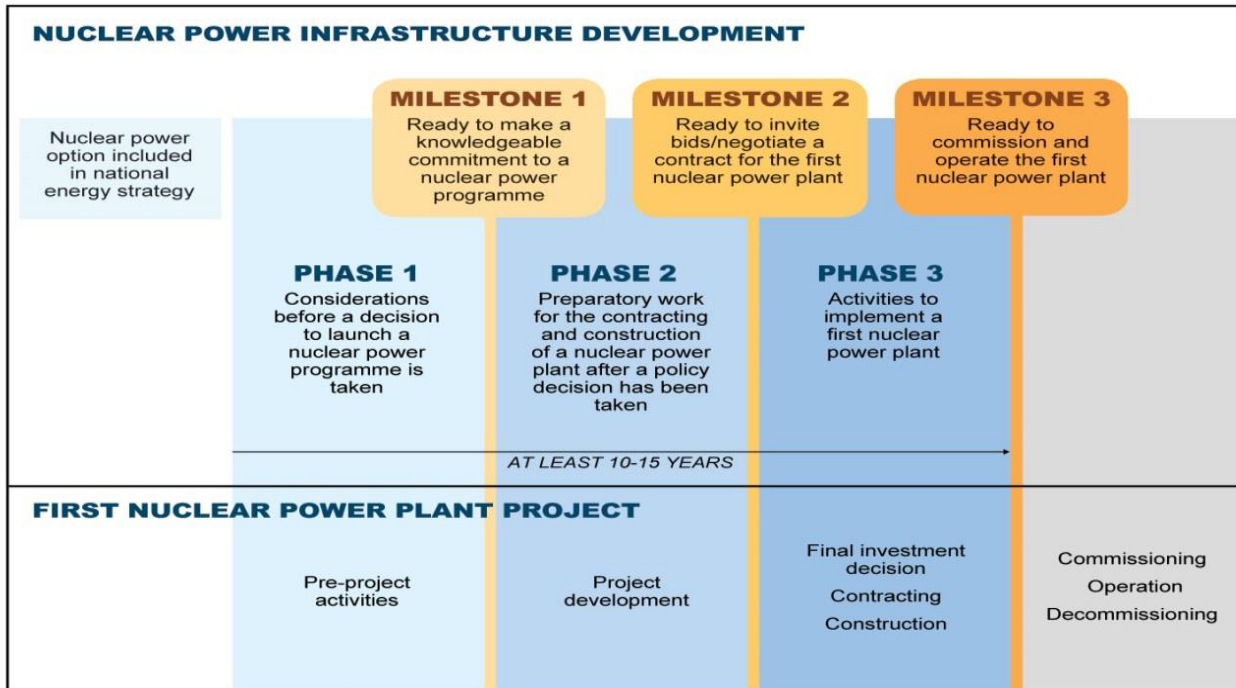 NUCLEAR POWER INFRASTRUCTURE DEVELOPMENT
Nuclear power
option included
in national
energy strategy
MILESTONE 1
Ready to make a
knowledgeable
commitment to a
nuclear power
programme
MILESTONE 2
Ready to invite
bids/negotiate a
contract for the first
nuclear power plant
MILESTONE 3
Ready to
commission and
operate the first
nuclear power plant
PHASE 1
Considerations
before a decision
to launch a
nuclear power
programme is
taken
PHASE 2
Preparatory work
for the contracting
and construction
of a nuclear power
plant after a policy
decision has been
taken
PHASE 3
Activities to
implement a
first nuclear
power plant
AT LEAST 10-15 YEARS
FIRST NUCLEAR POWER PLANT PROJECT
Pre-project
activities
Project
development
Final investment
decision
Contracting
Construction
Commissioning
Operation
Decommissioning